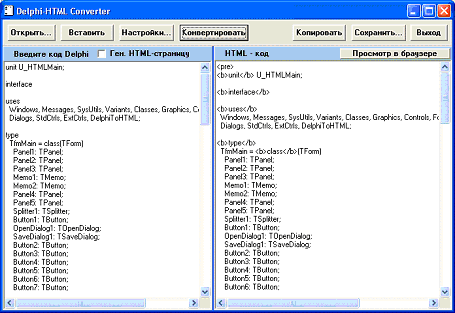 Delphi-HTML Converter
Открыть... Вставить Настройки... Конвертировать Копировать Сохранить... Выход
Введите код Delphi Ген. HTML-страницу HTML - код Просмотр в браузере
unit U_HTMLMain;
interface
uses
Windows, Messages, SysUtils, Variants, Classes, Graphics, Co
Dialogs, StdCtrls, ExtCtrls, DelphiToHTML;
type
TfmMain = class(TForm)
Panel1: TPanel;
Panel2: TPanel;
Panel3: TPanel;
Memo1: TMemo;
Memo2: TMemo;
Panel4: TPanel;
Panel5: TPanel;
Splitter1: TSplitter;
Button1: TButton;
OpenDialog1: TOpenDialog;
SaveDialog1: TSaveDialog;
Button2: TButton;
Button3: TButton;
Button4: TButton;
Button5: TButton;
Button6: TButton;
Button7: TButton;
<pre>
<b>unit</b> U_HTMLMain;
<b>interface</b>
<b>uses</b>
Windows, Messages, SysUtils, Variants, Classes, Graphics, Controls, Fo
Dialogs, StdCtrls, ExtCtrls, DelphiToHTML;
<b>type</b>
TfmMain = <b>class</b>(TForm)
Panel1: TPanel;
Panel2: TPanel;
Panel3: TPanel;
Memo1: TMemo;
Memo2: TMemo;
Panel4: TPanel;
Panel5: TPanel;
Splitter1: TSplitter;
Button1: TButton;
OpenDialog1: TOpenDialog;
SaveDialog1: TSaveDialog;
Button2: TButton;
Button3: TButton;
Button4: TButton;
Button5: TButton;
Button6: TButton;